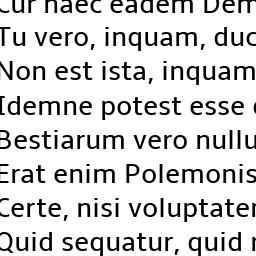 Cur haec eadem Dem
Tu vero, inquam, duc
Non est ista, inquam
Idemne potest esse
Bestiarum vero nullu
Erat enim Polemonis
Certe, nisi voluptate
Quid sequatur, quid